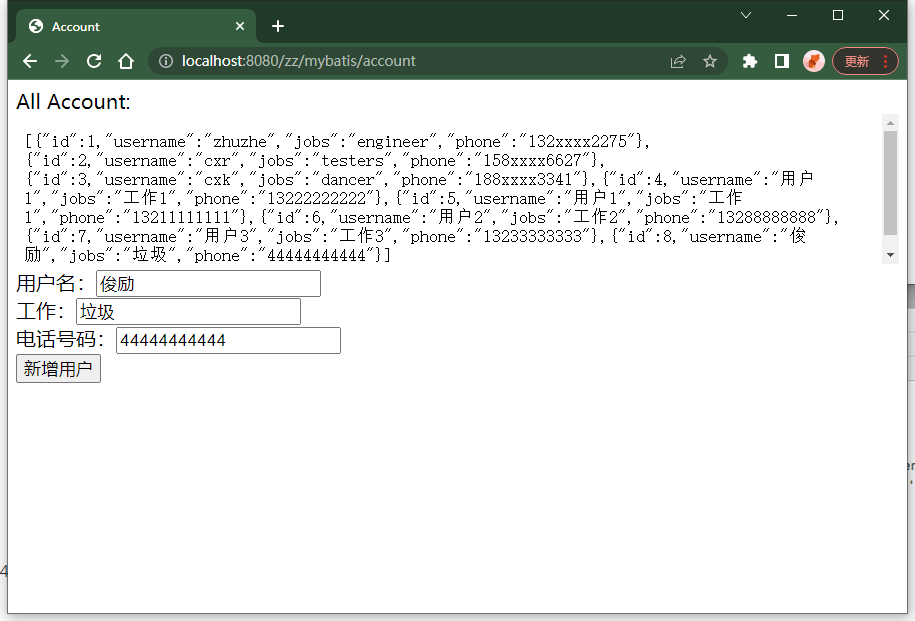 Account
localhost:8080/zz/mybatis/account
更新
All Account:
[{"id":1,"username":"zhuzhe","jobs":"engineer","phone":"132xxxx2275"},
{"id":2,"username":"cxr","jobs":"testers","phone":"158xxxx6627"},
{"id":3,"username":"cxk","jobs":"dancer","phone":"188xxxx3341"},{"id":4,"username":"用户
1","jobs":"工作1","phone":"13222222222"},{"id":5,"username":"用户1","jobs":"工作
1","phone":"13211111111"},{"id":6,"username":"用户2","jobs":"工作2","phone":"13288888888"},
{"id":7,"username":"用户3","jobs":"工作3","phone":"13233333333"},{"id":8,"username":"俊
励","jobs":"垃圾","phone":"44444444444"}]
用户名：俊励
工作：垃圾
电话号码：44444444444
新增用户